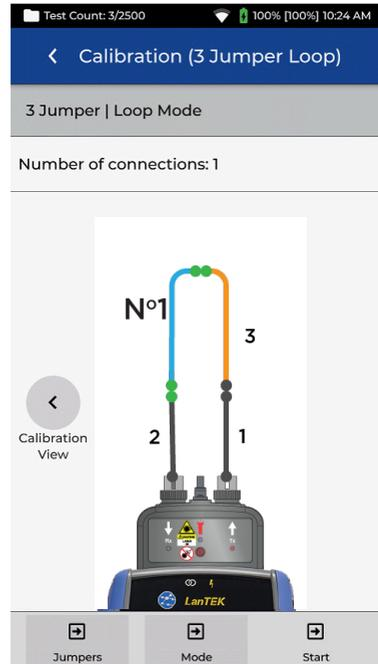 Test Count: 3/2500 100% [100%] 10:24 AM
Calibration (3 Jumper Loop)
3 Jumper | Loop Mode
Number of connections: 1
Nº1
3
2
1
Calibration
View
Rx
Tx
LanTEK
Jumpers
Mode
Start